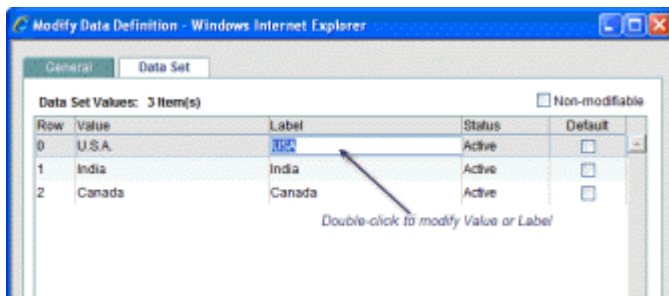 Modify Data Definition - Windows Internet Explorer
General Data Set
Data Set Values: 3 Item(s) Non-modifiable
Row Value Label Status Default
0 U.S.A. USA Active
1 India India Active
2 Canada Canada Active
Double-click to modify Value or Label